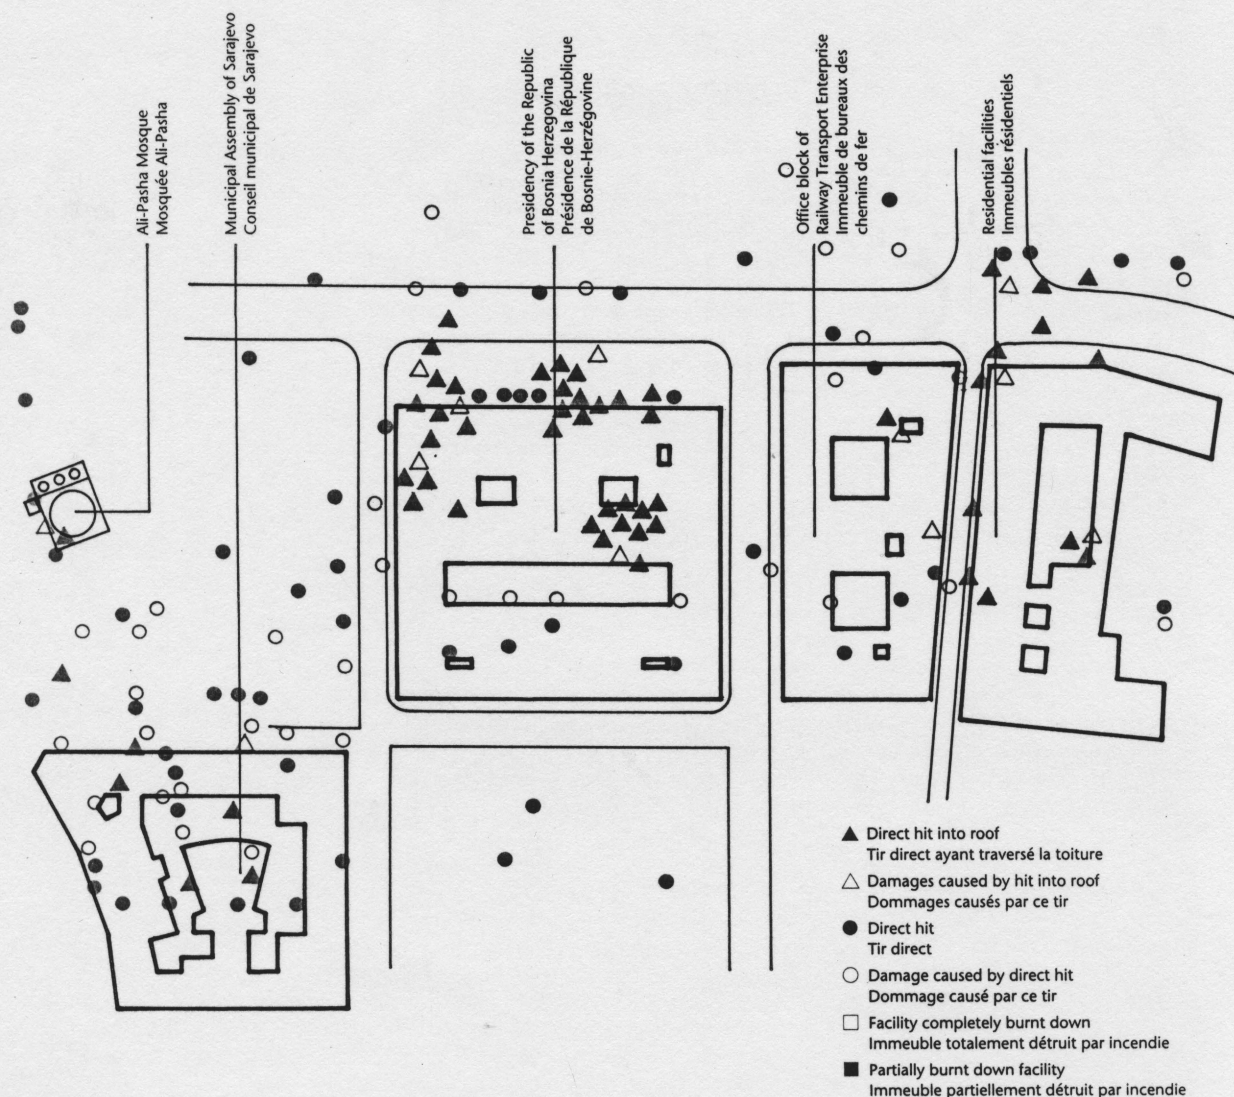 Ali-Pasha Mosque
Mosquée Ali-Pasha
Municipal Assembly of Sarajevo
Conseil municipal de Sarajevo
Presidency of the Republic
of Bosnia Herzegovina
Présidence de la République
de Bosnie-Herzégovine
Office block of
Railway Transport Enterprise
Immeuble de bureaux des
chemins de fer
Residential facilities
Immeubles résidentiels
Direct hit into roof
Tir direct ayant traversé la toiture
Damages caused by hit into roof
Dommages causés par ce tir
Direct hit
Tir direct
Damage caused by direct hit
Dommage causé par ce tir
Facility completely burnt down
Immeuble totalement détruit par incendie
Partially burnt down facility
Immeuble partiellement détruit par incendie